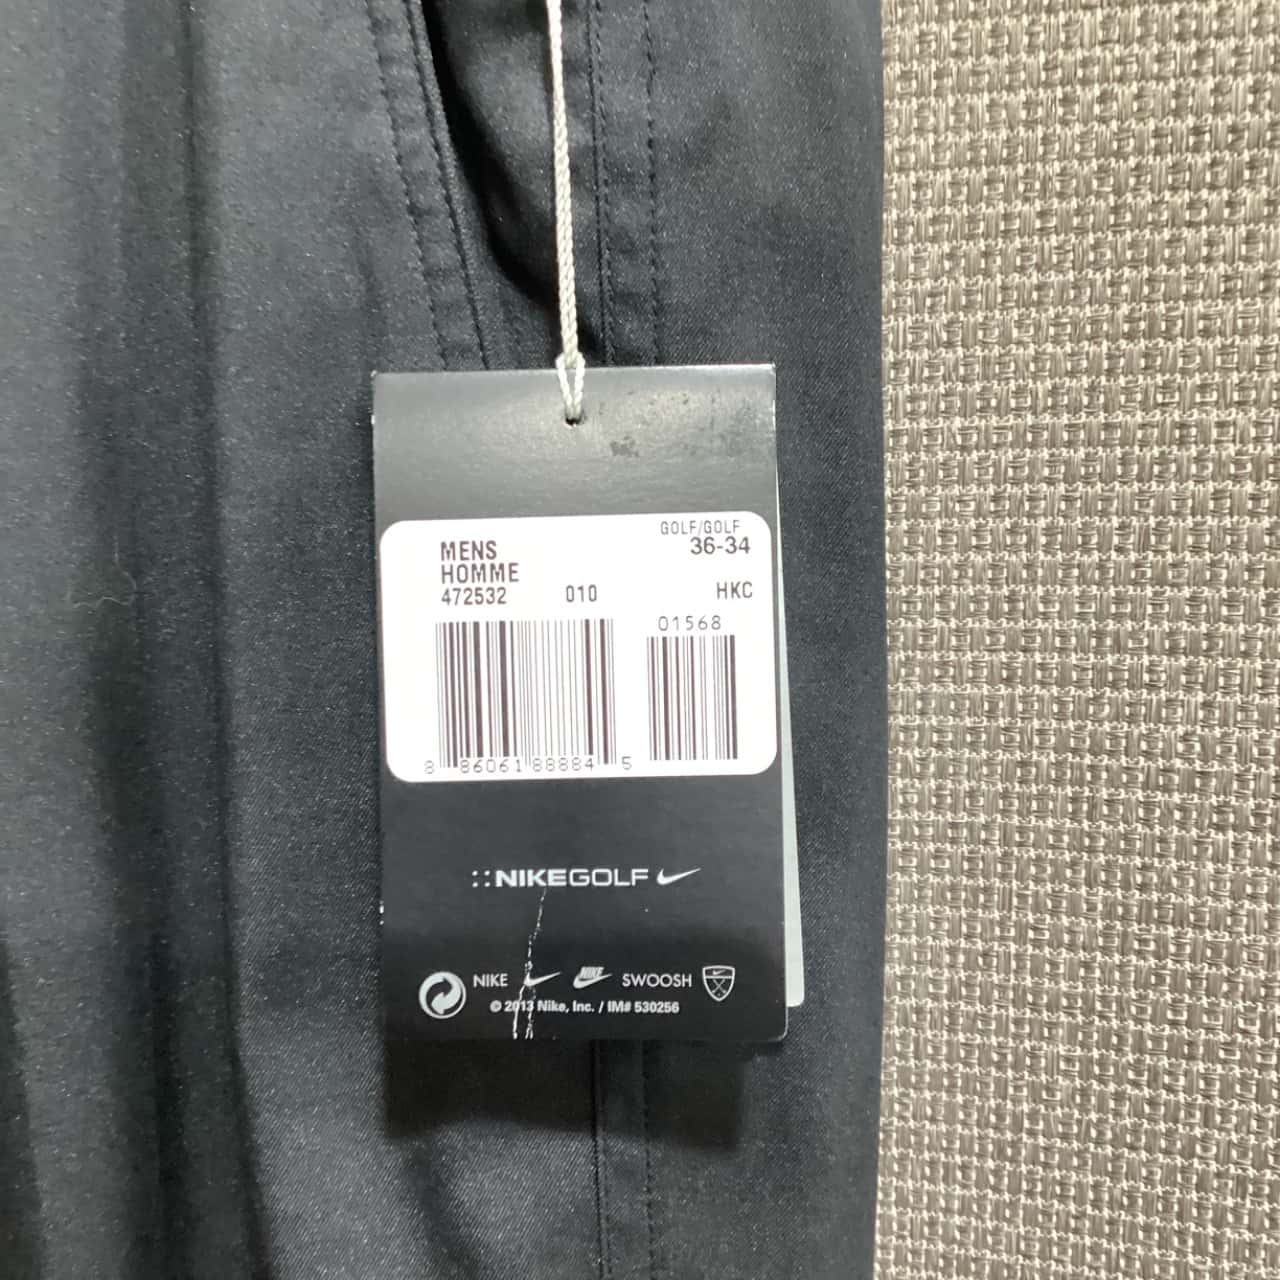 GOLF/GOLF
MENS 36-34
HOMME
472532 010 HKC
01568
8 86061 88884 5
::NIKEGOLF
NIKE NIKE SWOOSH
© 2013 Nike, Inc. / IM# 530256